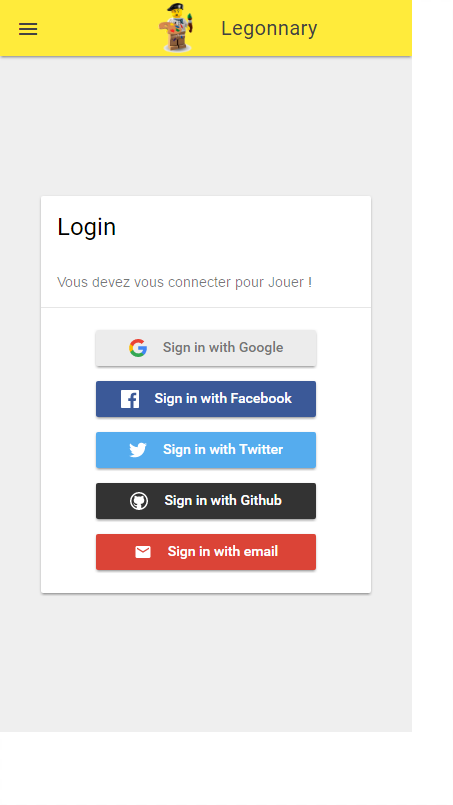 Legonnary
Login
Vous devez vous connecter pour Jouer !
Sign in with Google
Sign in with Facebook
Sign in with Twitter
Sign in with Github
Sign in with email